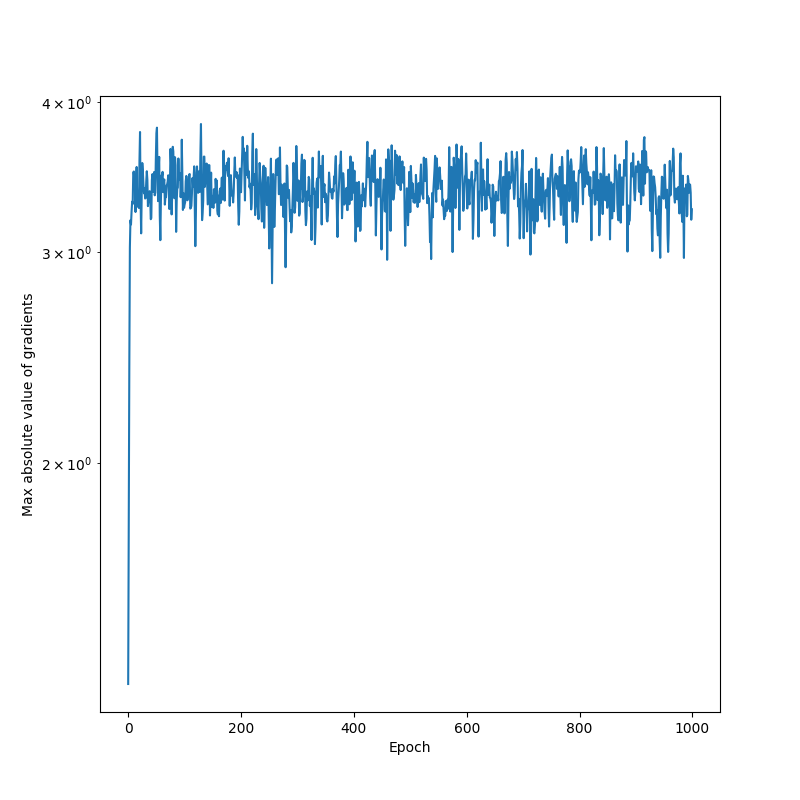 4 × 10⁰
3 × 10⁰
2 × 10⁰
Max absolute value of gradients
0 200 400 600 800 1000
Epoch